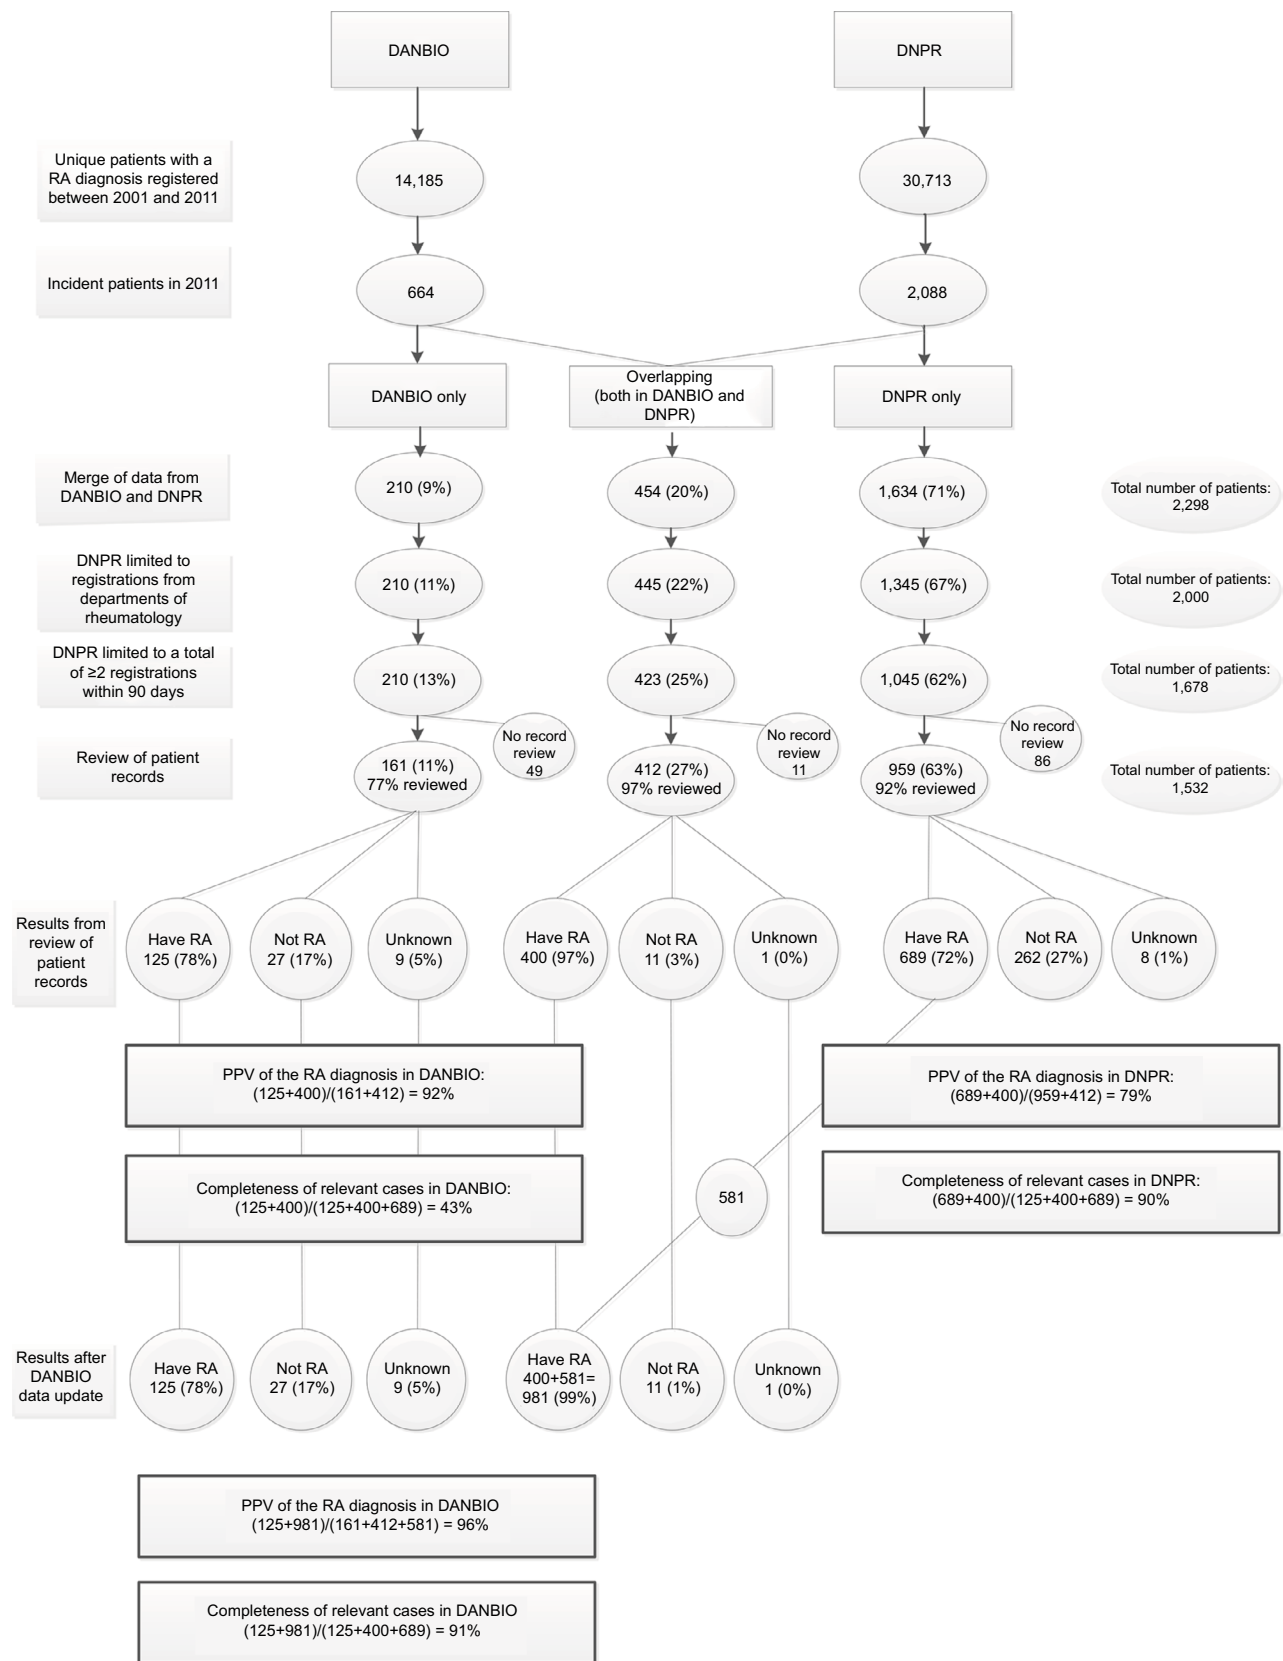 DANBIO
DNPR
Unique patients with a
RA diagnosis registered
between 2001 and 2011
14,185
30,713
Incident patients in 2011
664
2,088
DANBIO only
Overlapping
(both in DANBIO and
DNPR)
DNPR only
Merge of data from
DANBIO and DNPR
210 (9%)
454 (20%)
1,634 (71%)
Total number of patients:
2,298
DNPR limited to
registrations from
departments of
rheumatology
210 (11%)
445 (22%)
1,345 (67%)
Total number of patients:
2,000
DNPR limited to a total
of ≥2 registrations
within 90 days
210 (13%)
423 (25%)
1,045 (62%)
Total number of patients:
1,678
No record
review
49
No record
review
11
No record
review
86
Review of patient
records
161 (11%)
77% reviewed
412 (27%)
97% reviewed
959 (63%)
92% reviewed
Total number of patients:
1,532
Results from
review of
patient
records
Have RA
125 (78%)
Not RA
27 (17%)
Unknown
9 (5%)
Have RA
400 (97%)
Not RA
11 (3%)
Unknown
1 (0%)
Have RA
689 (72%)
Not RA
262 (27%)
Unknown
8 (1%)
PPV of the RA diagnosis in DANBIO:
(125+400)/(161+412) = 92%
PPV of the RA diagnosis in DNPR:
(689+400)/(959+412) = 79%
Completeness of relevant cases in DANBIO:
(125+400)/(125+400+689) = 43%
581
Completeness of relevant cases in DNPR:
(689+400)/(125+400+689) = 90%
Results after
DANBIO
data update
Have RA
125 (78%)
Not RA
27 (17%)
Unknown
9 (5%)
Have RA
400+581=
981 (99%)
Not RA
11 (1%)
Unknown
1 (0%)
PPV of the RA diagnosis in DANBIO
(125+981)/(161+412+581) = 96%
Completeness of relevant cases in DANBIO
(125+981)/(125+400+689) = 91%